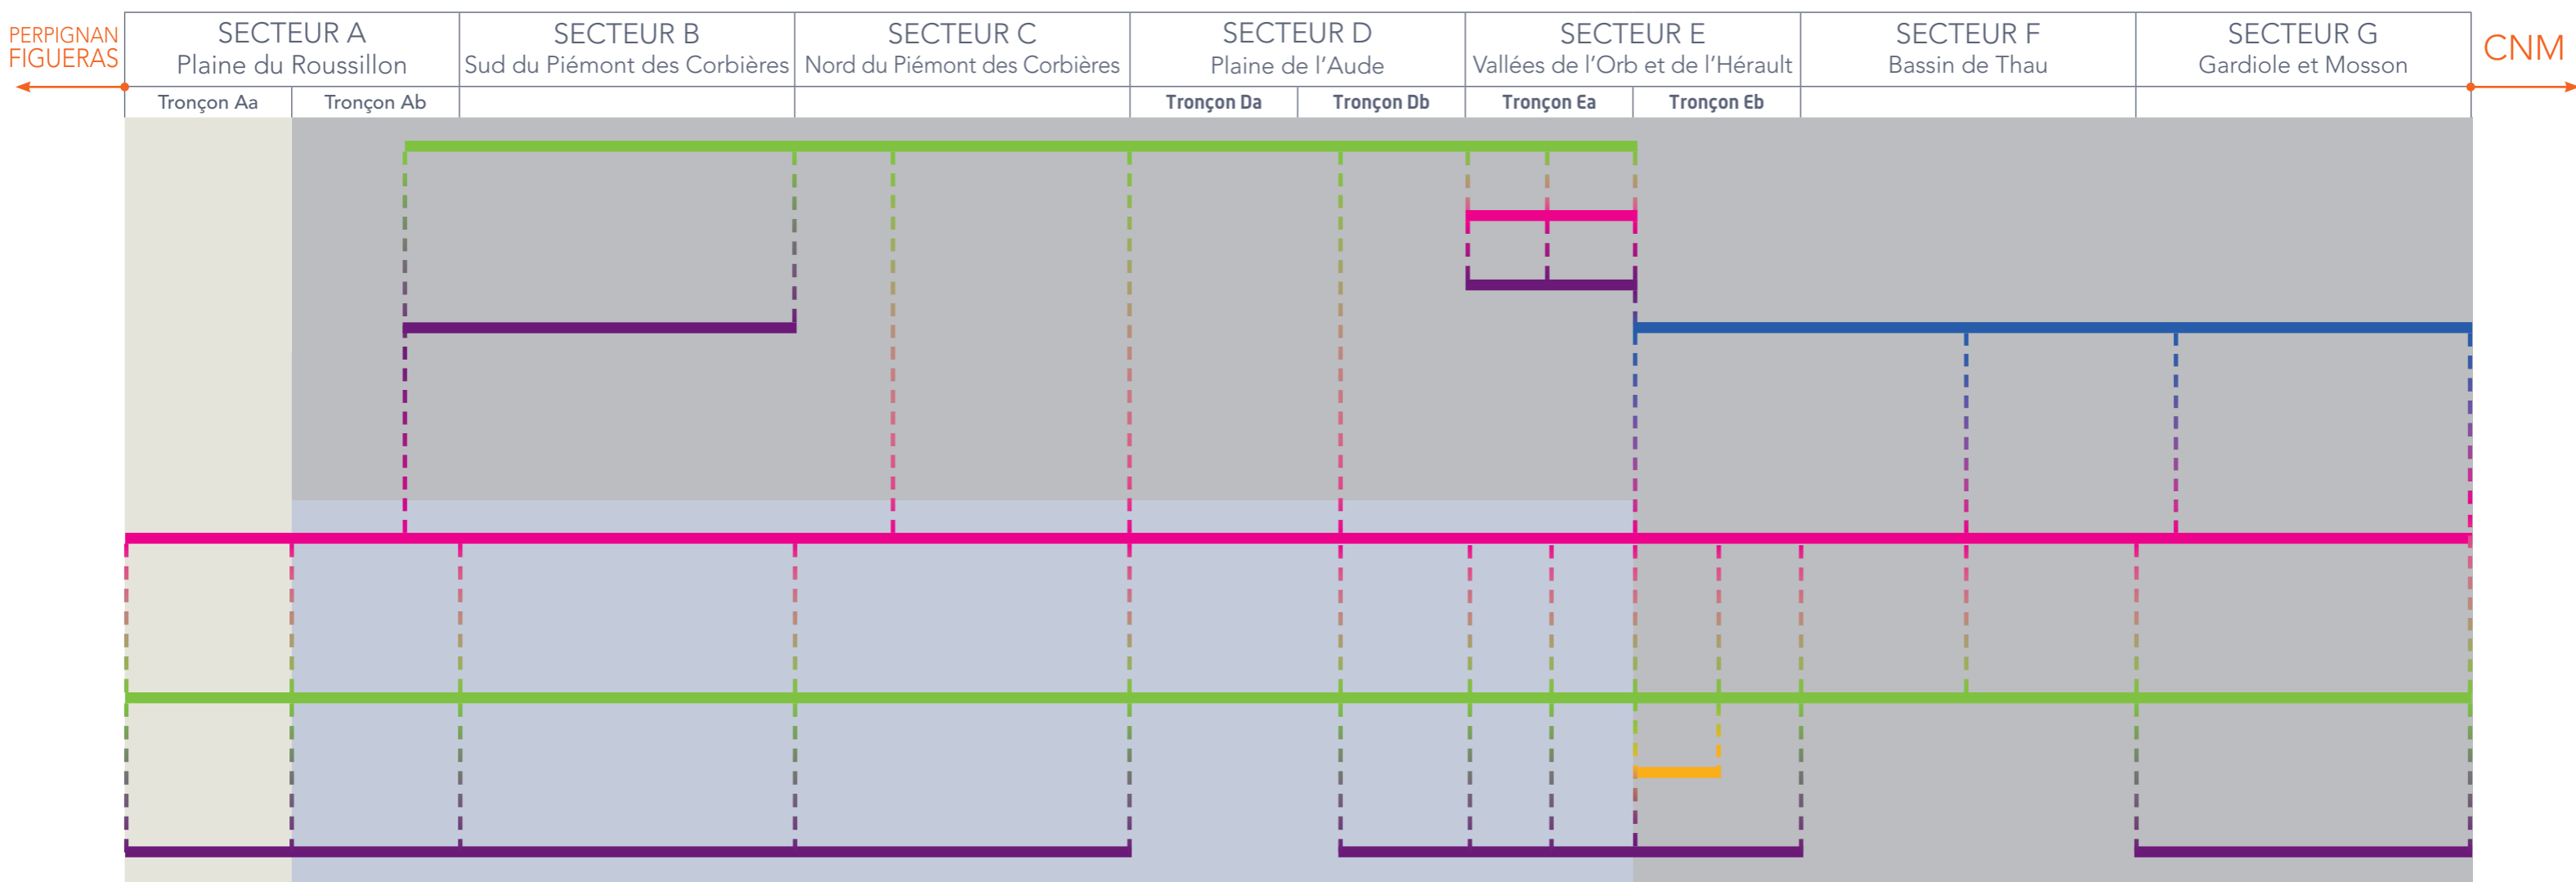 PERPIGNAN
FIGUERAS
SECTEUR A
Plaine du Roussillon
SECTEUR B
Sud du Piémont des Corbières
SECTEUR C
Nord du Piémont des Corbières
SECTEUR D
Plaine de l'Aude
SECTEUR E
Vallées de l'Orb et de l'Hérault
SECTEUR F
Bassin de Thau
SECTEUR G
Gardiole et Mosson
CNM
Tronçon Aa
Tronçon Ab
Tronçon Da
Tronçon Db
Tronçon Ea
Tronçon Eb